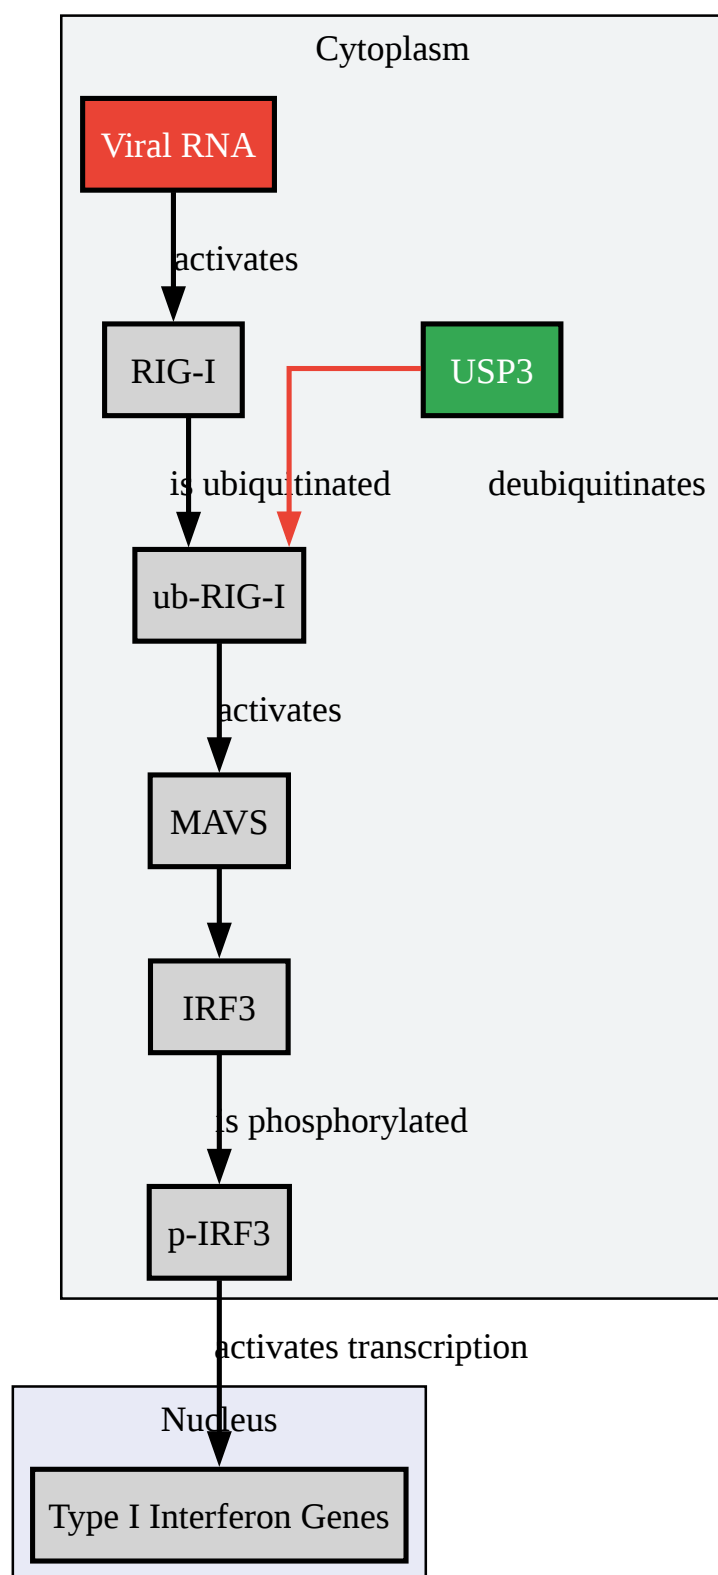 Cytoplasm
Viral RNA
activates
RIG-I
USP3
is ubiquitinated
deubiquitinates
ub-RIG-I
activates
MAVS
IRF3
is phosphorylated
p-IRF3
activates transcription
Nucleus
Type I Interferon Genes